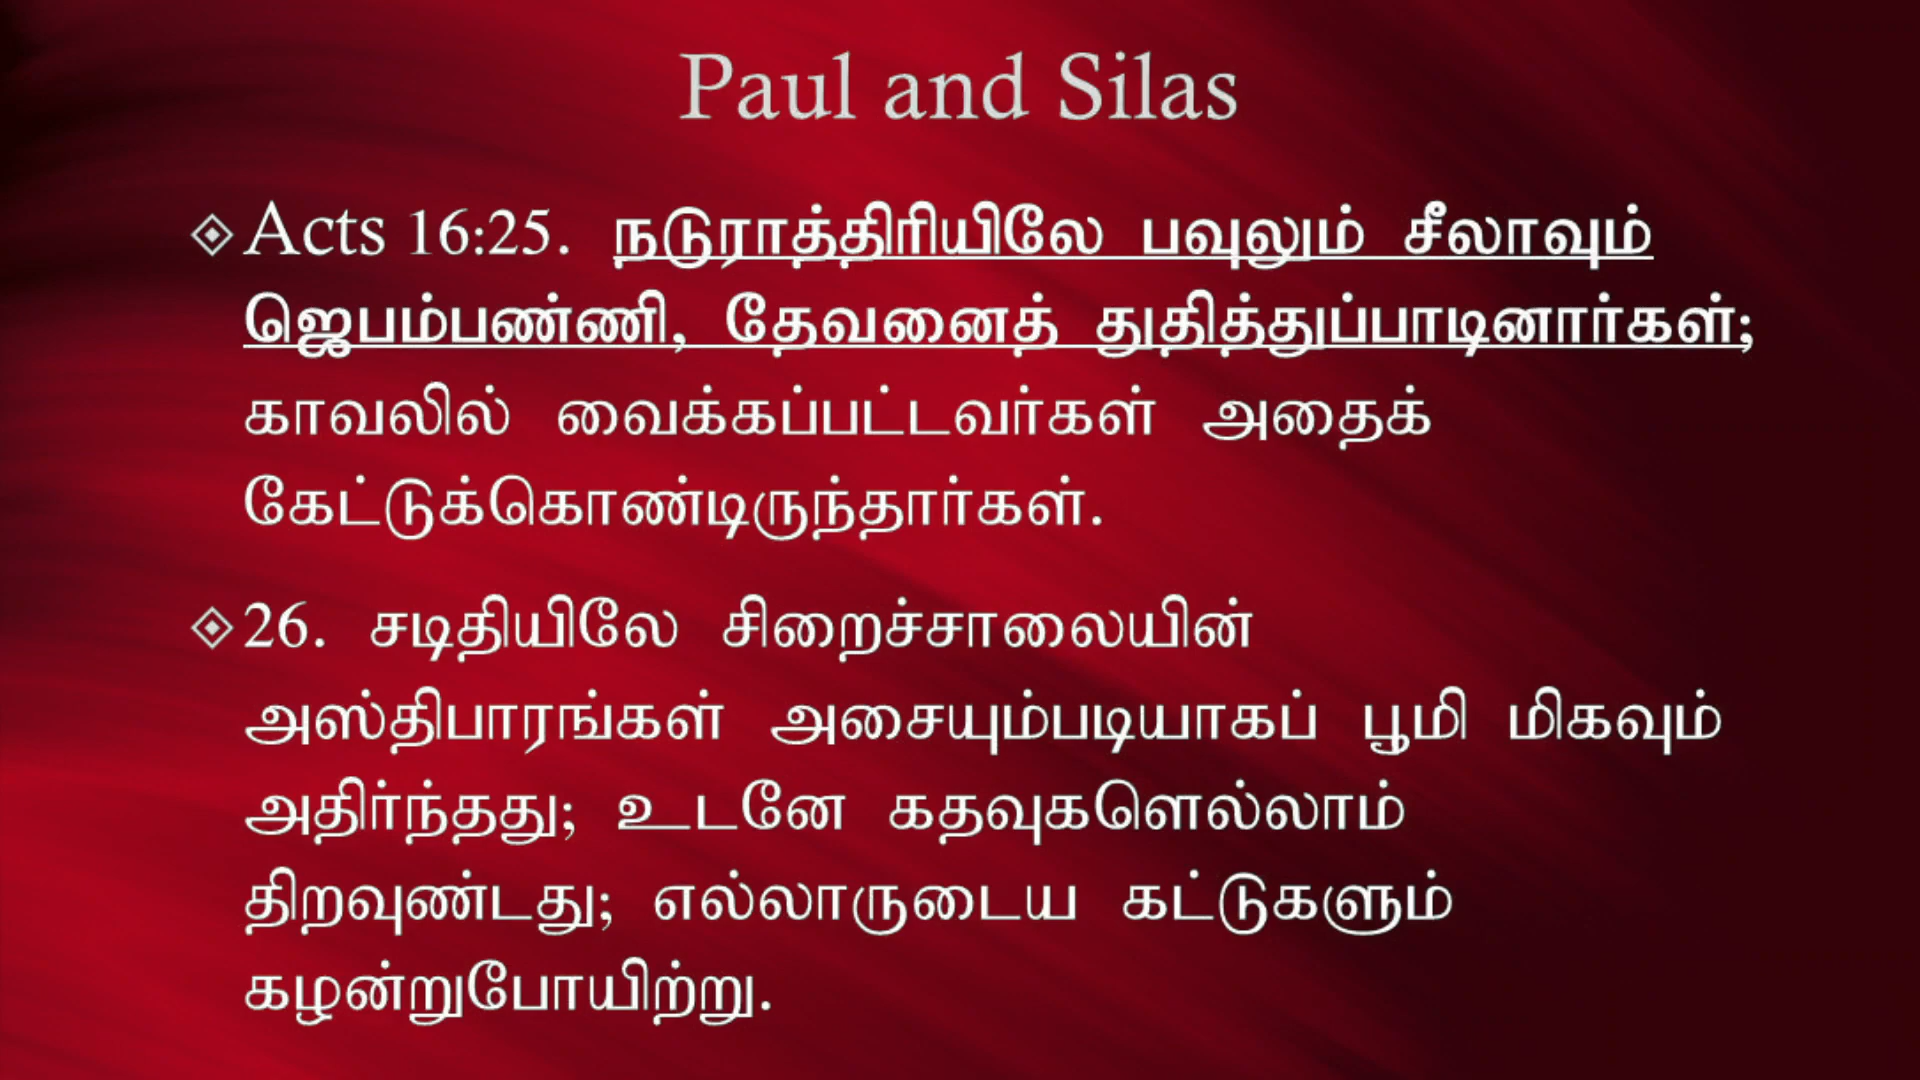 Paul and Silas
Acts 16:25. நடுராத்திரியிலே பவுலும் சீலாவும்
ஜெபம்பண்ணி, தேவனைத் துதித்துப்பாடினார்கள்;
காவலில் வைக்கப்பட்டவர்கள் அதைக்
கேட்டுக்கொண்டிருந்தார்கள்.
26. சடிதியிலே சிறைச்சாலையின்
அஸ்திபாரங்கள் அசையும்படியாகப் பூமி மிகவும்
அதிர்ந்தது; உடனே கதவுகளெல்லாம்
திறவுண்டது; எல்லாருடைய கட்டுகளும்
கழன்றுபோயிற்று.